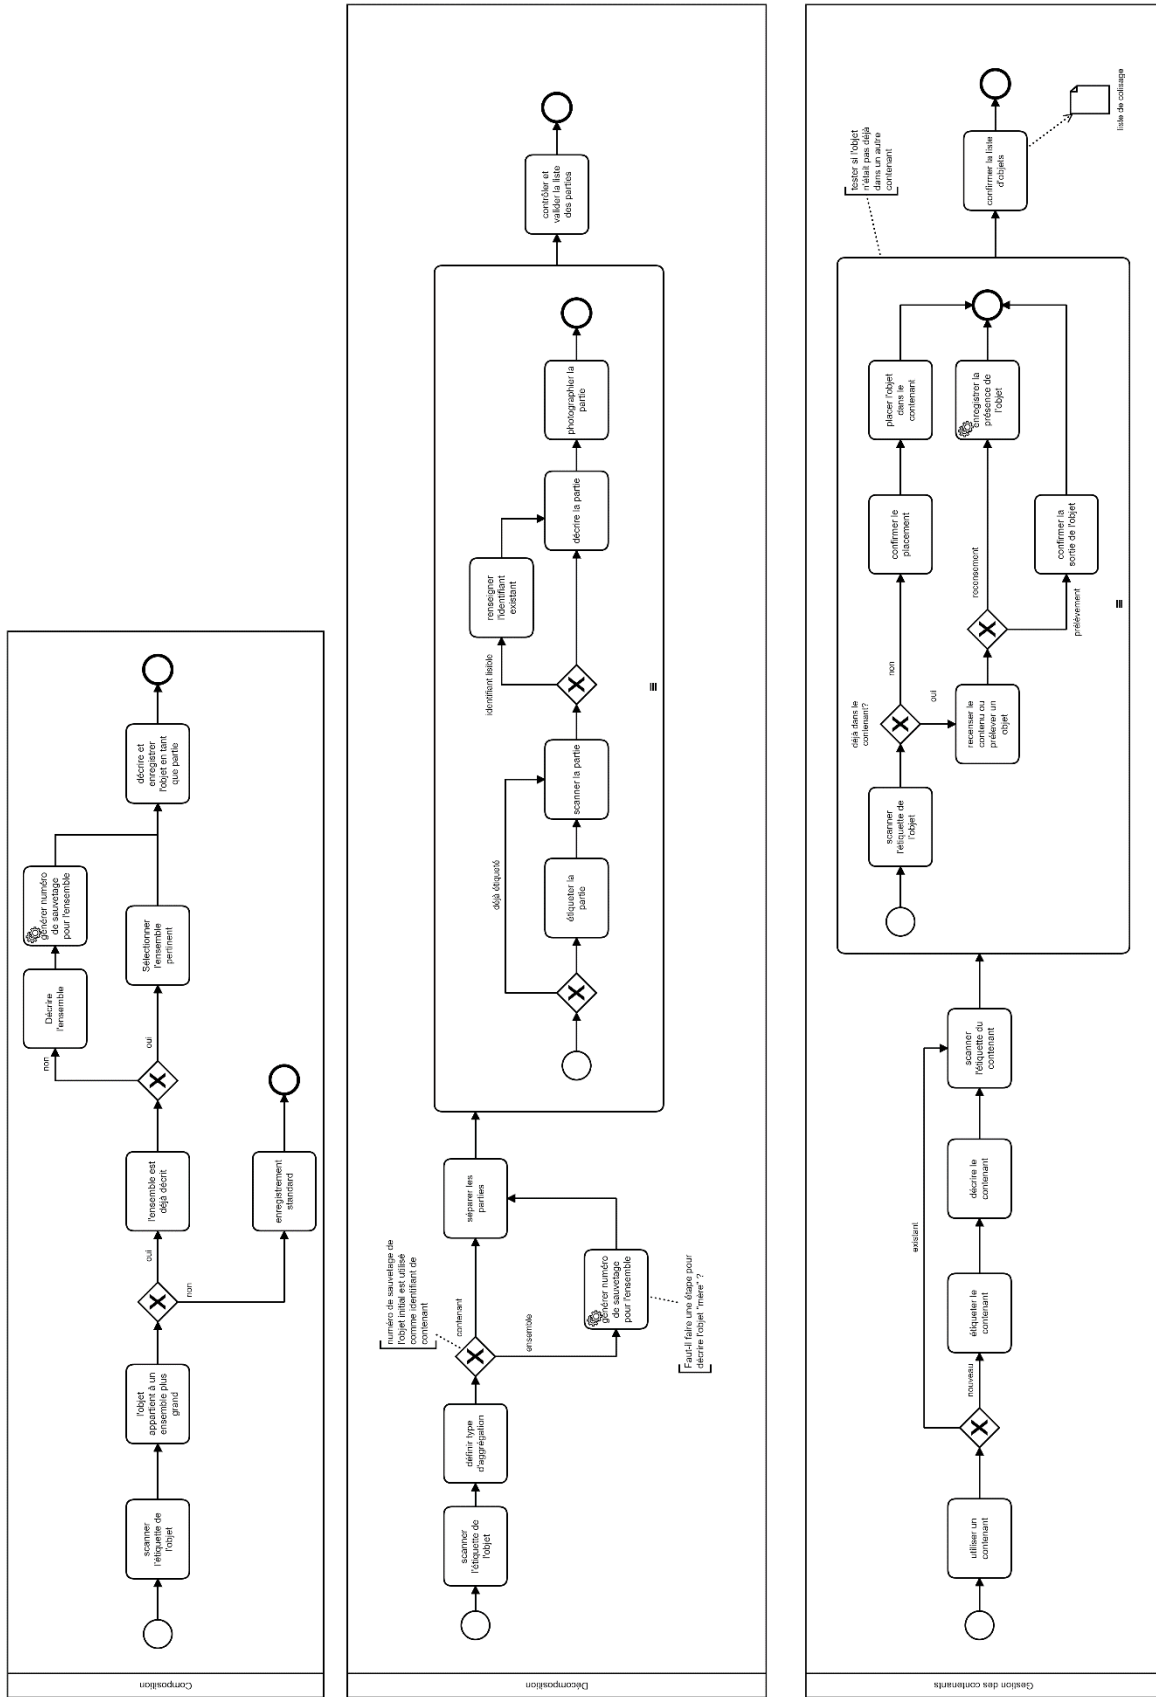 Composition
scanner
l'étiquette de
l'objet
l'objet
appartient à un
ensemble plus
grand
oui
non
l'ensemble est
déjà décrit
enregistrement
standard
non
oui
Décrire
l'ensemble
générer numéro
de sauvetage
pour l'ensemble
Sélectionner
l'ensemble
pertinent
décrire et
enregistrer
l'objet en tant
que partie
Décomposition
scanner
l'étiquette de
l'objet
définir type
d'aggrégation
numéro de sauvetage de
l'objet initial est utilisé
comme identifiant de
contenant
contenant
ensemble
générer numéro
de sauvetage
pour l'ensemble
Faut-il faire une étape pour
décrire l'objet "mère" ?
séparer les
parties
déjà étiqueté
étiqueter la
partie
scanner la partie
identifiant lisible
renseigner
l'identifiant
existant
décrire la partie
photographier la
partie
contrôler et
valider la liste
des parties
Gestion des contenants
utiliser un
contenant
nouveau
existant
étiqueter le
contenant
décrire le
contenant
scanner
l'étiquette du
contenant
scanner
l'étiquette de
l'objet
déjà dans le
contenant?
non
oui
confirmer le
placement
placer l'objet
dans le
contenant
recenser le
contenu ou
prélever un
objet
recensement
prélèvement
enregistrer la
présence de
l'objet
confirmer la
sortie de l'objet
tester si l'objet
n'était pas déjà
dans un autre
contenant
confirmer la liste
d'objets
liste de colisage